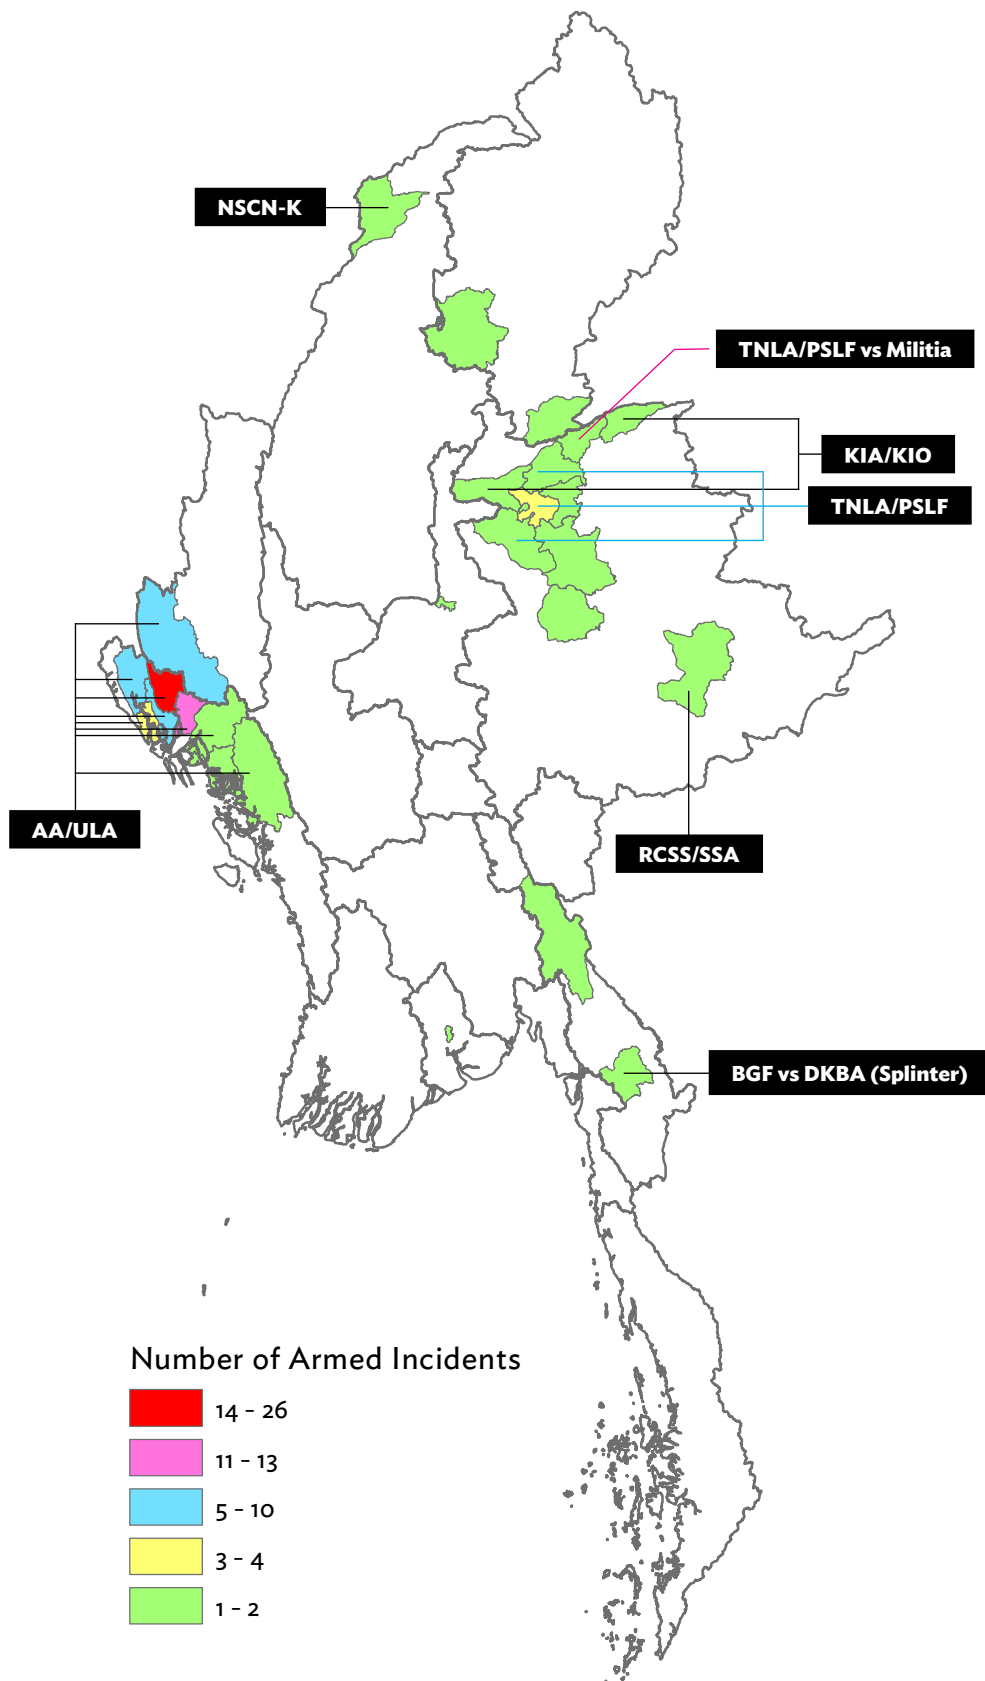 NSCN-K
TNLA/PSLF vs Militia
KIA/KIO
TNLA/PSLF
AA/ULA
RCSS/SSA
BGF vs DKBA (Splinter)
Number of Armed Incidents
14 - 26
11 - 13
5 - 10
3 - 4
1 - 2